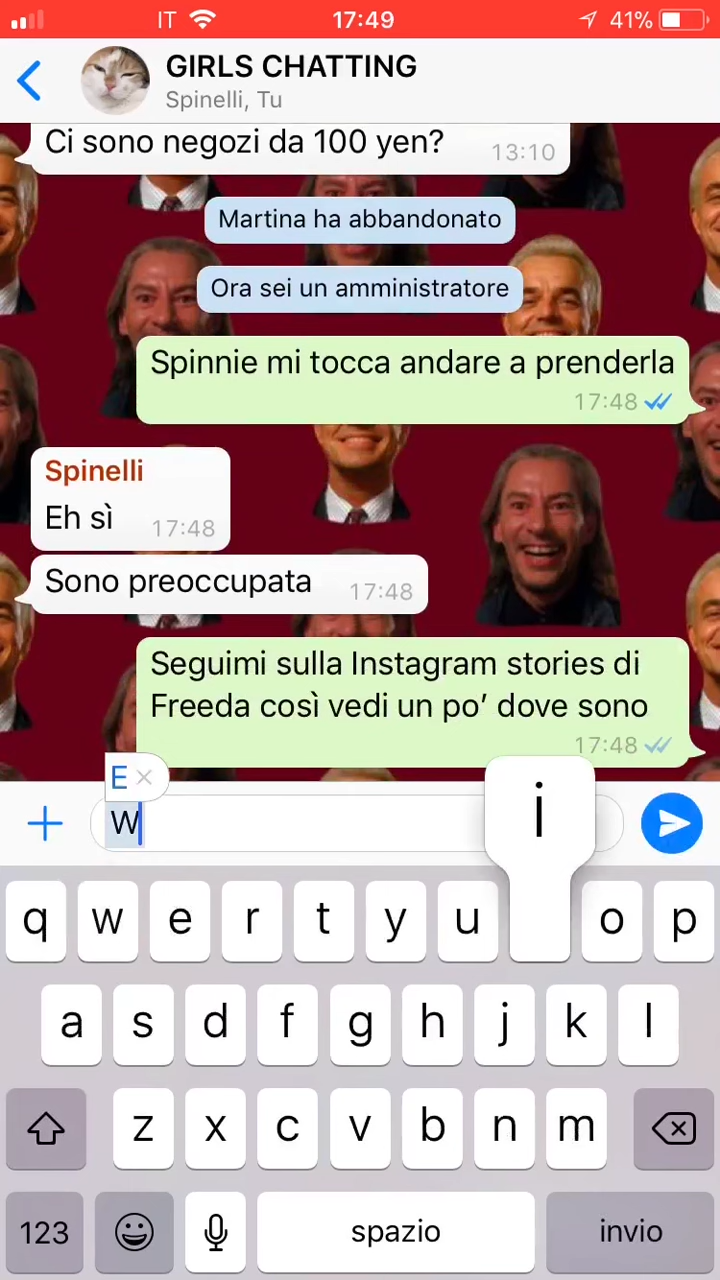 IT 17:49 41%
GIRLS CHATTING
Spinelli, Tu
Ci sono negozi da 100 yen? 13:10
Martina ha abbandonato
Ora sei un amministratore
Spinnie mi tocca andare a prenderla
17:48
Spinelli
Eh sì 17:48
Sono preoccupata 17:48
Seguimi sulla Instagram stories di
Freeda così vedi un po’ dove sono
17:48
E ×
W
i
q w e r t y u o p
a s d f g h j k l
z x c v b n m
123 spazio invio